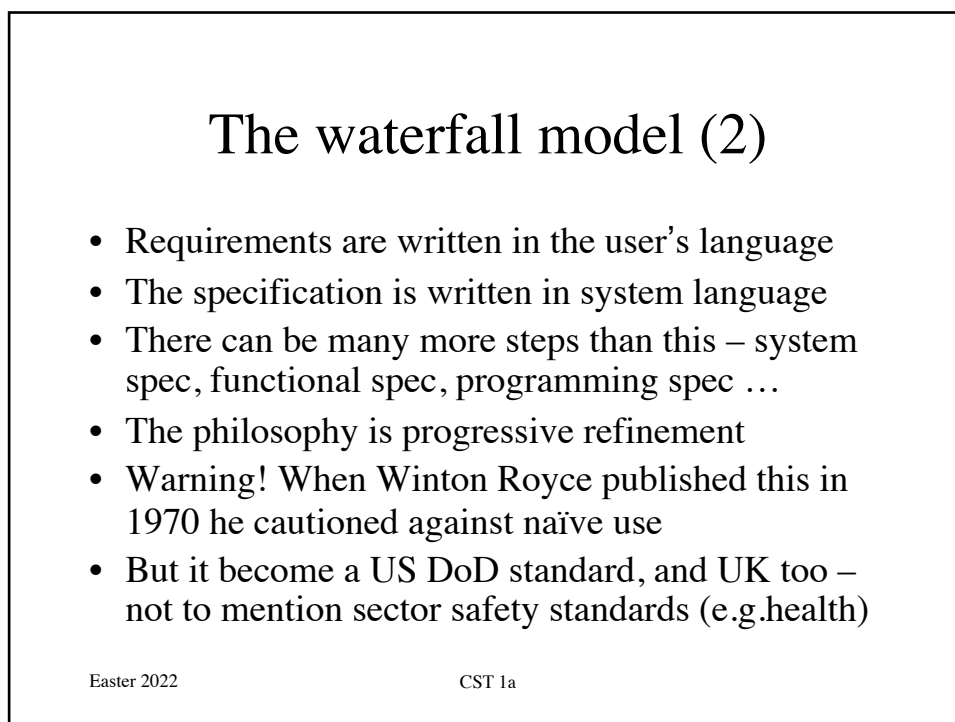 The waterfall model (2)
• Requirements are written in the user’s language
• The specification is written in system language
• There can be many more steps than this – system
spec, functional spec, programming spec …
• The philosophy is progressive refinement
• Warning! When Winton Royce published this in
1970 he cautioned against naïve use
• But it become a US DoD standard, and UK too –
not to mention sector safety standards (e.g.health)
Easter 2022
CST 1a